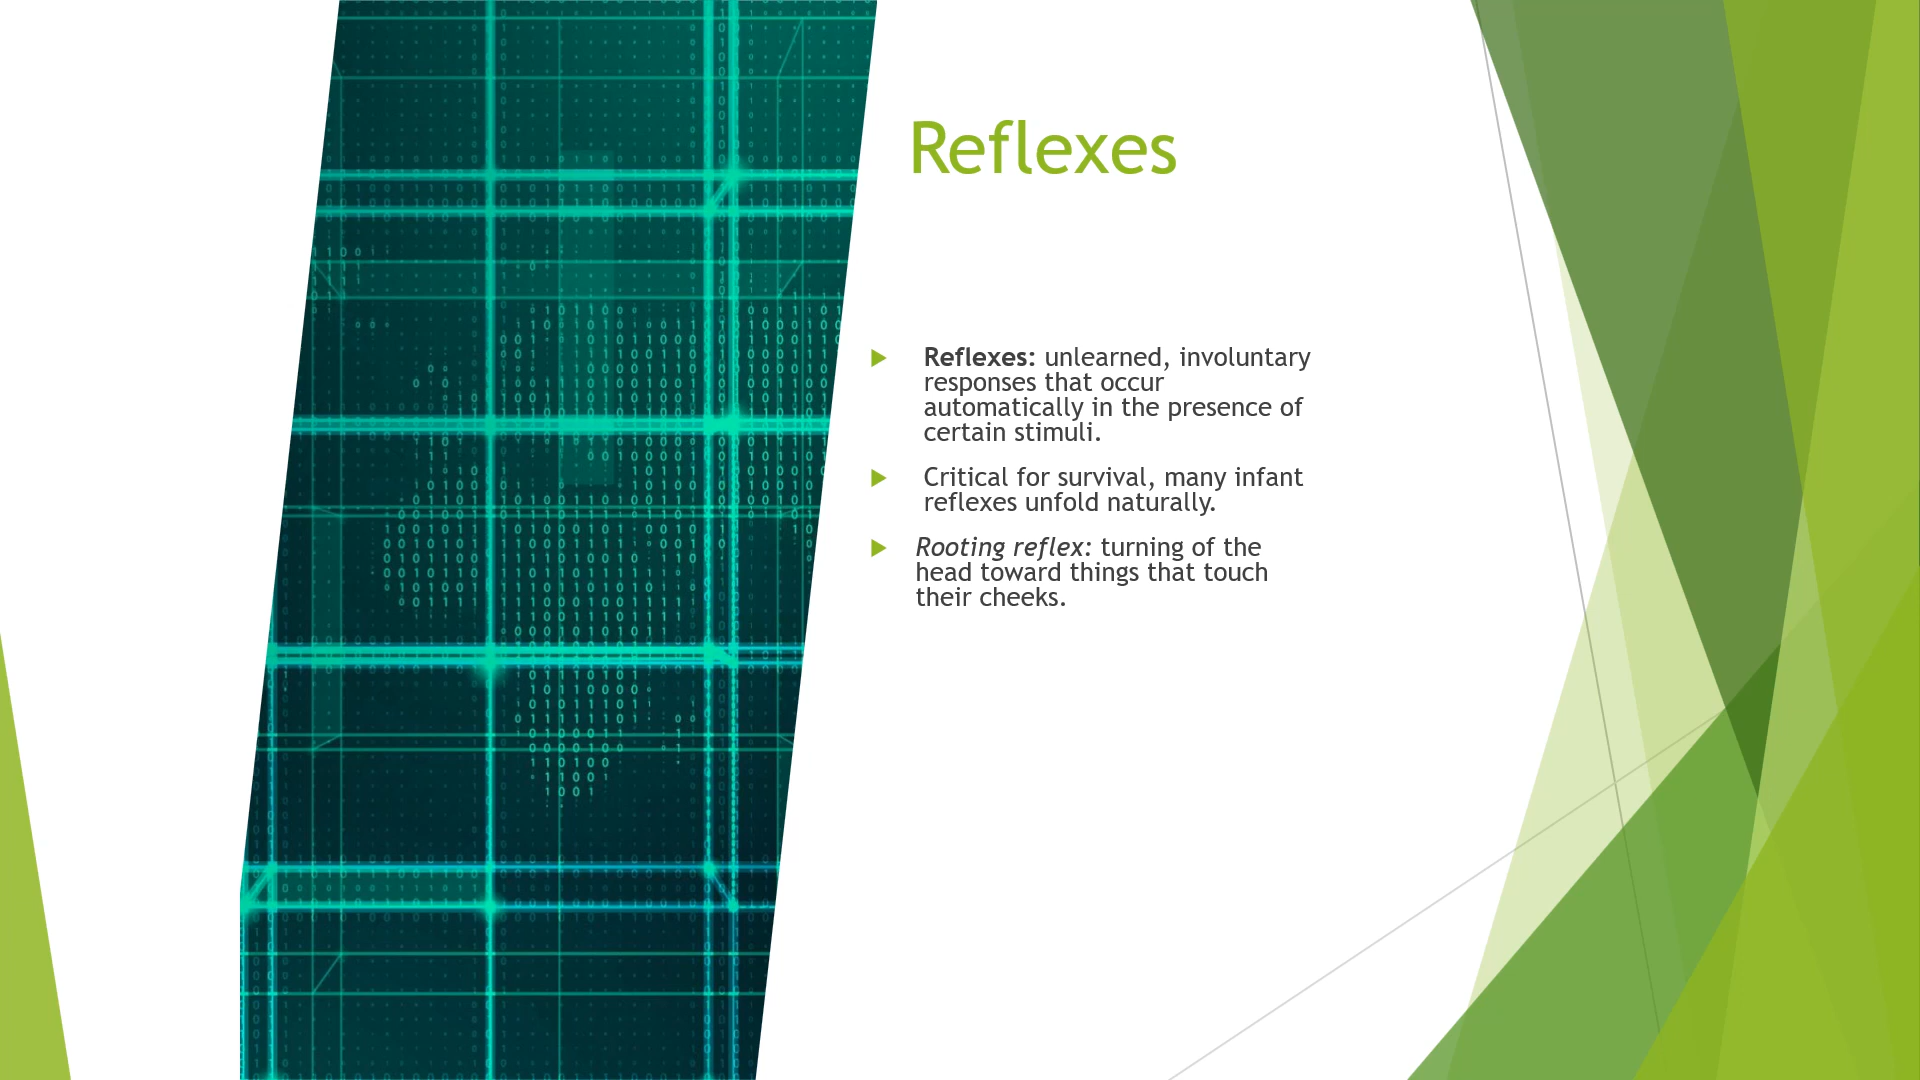 Reflexes
Reflexes: unlearned, involuntary
responses that occur
automatically in the presence of
certain stimuli.
Critical for survival, many infant
reflexes unfold naturally.
Rooting reflex: turning of the
head toward things that touch
their cheeks.